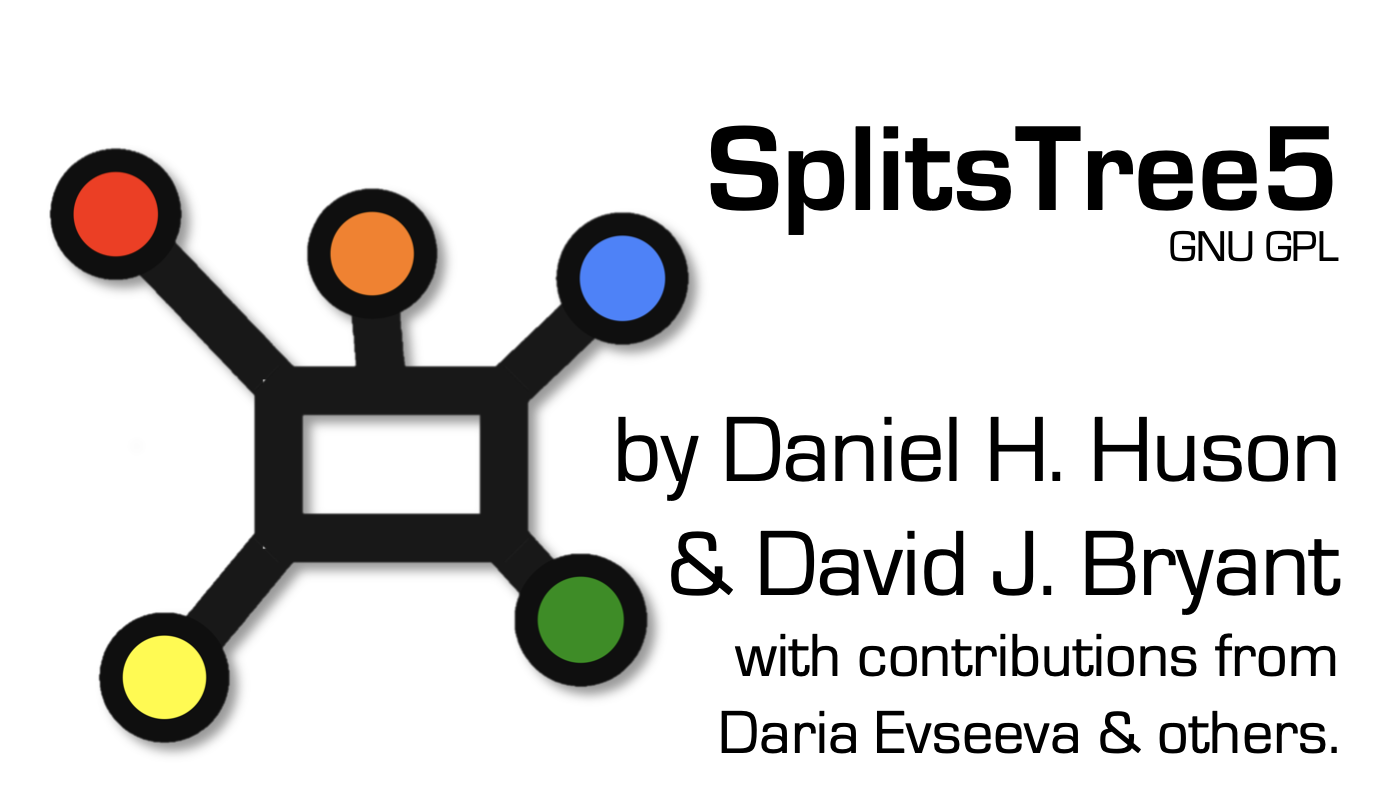 SplitsTree5
GNU GPL
by Daniel H. Huson
& David J. Bryant
with contributions from
Daria Evseeva & others.